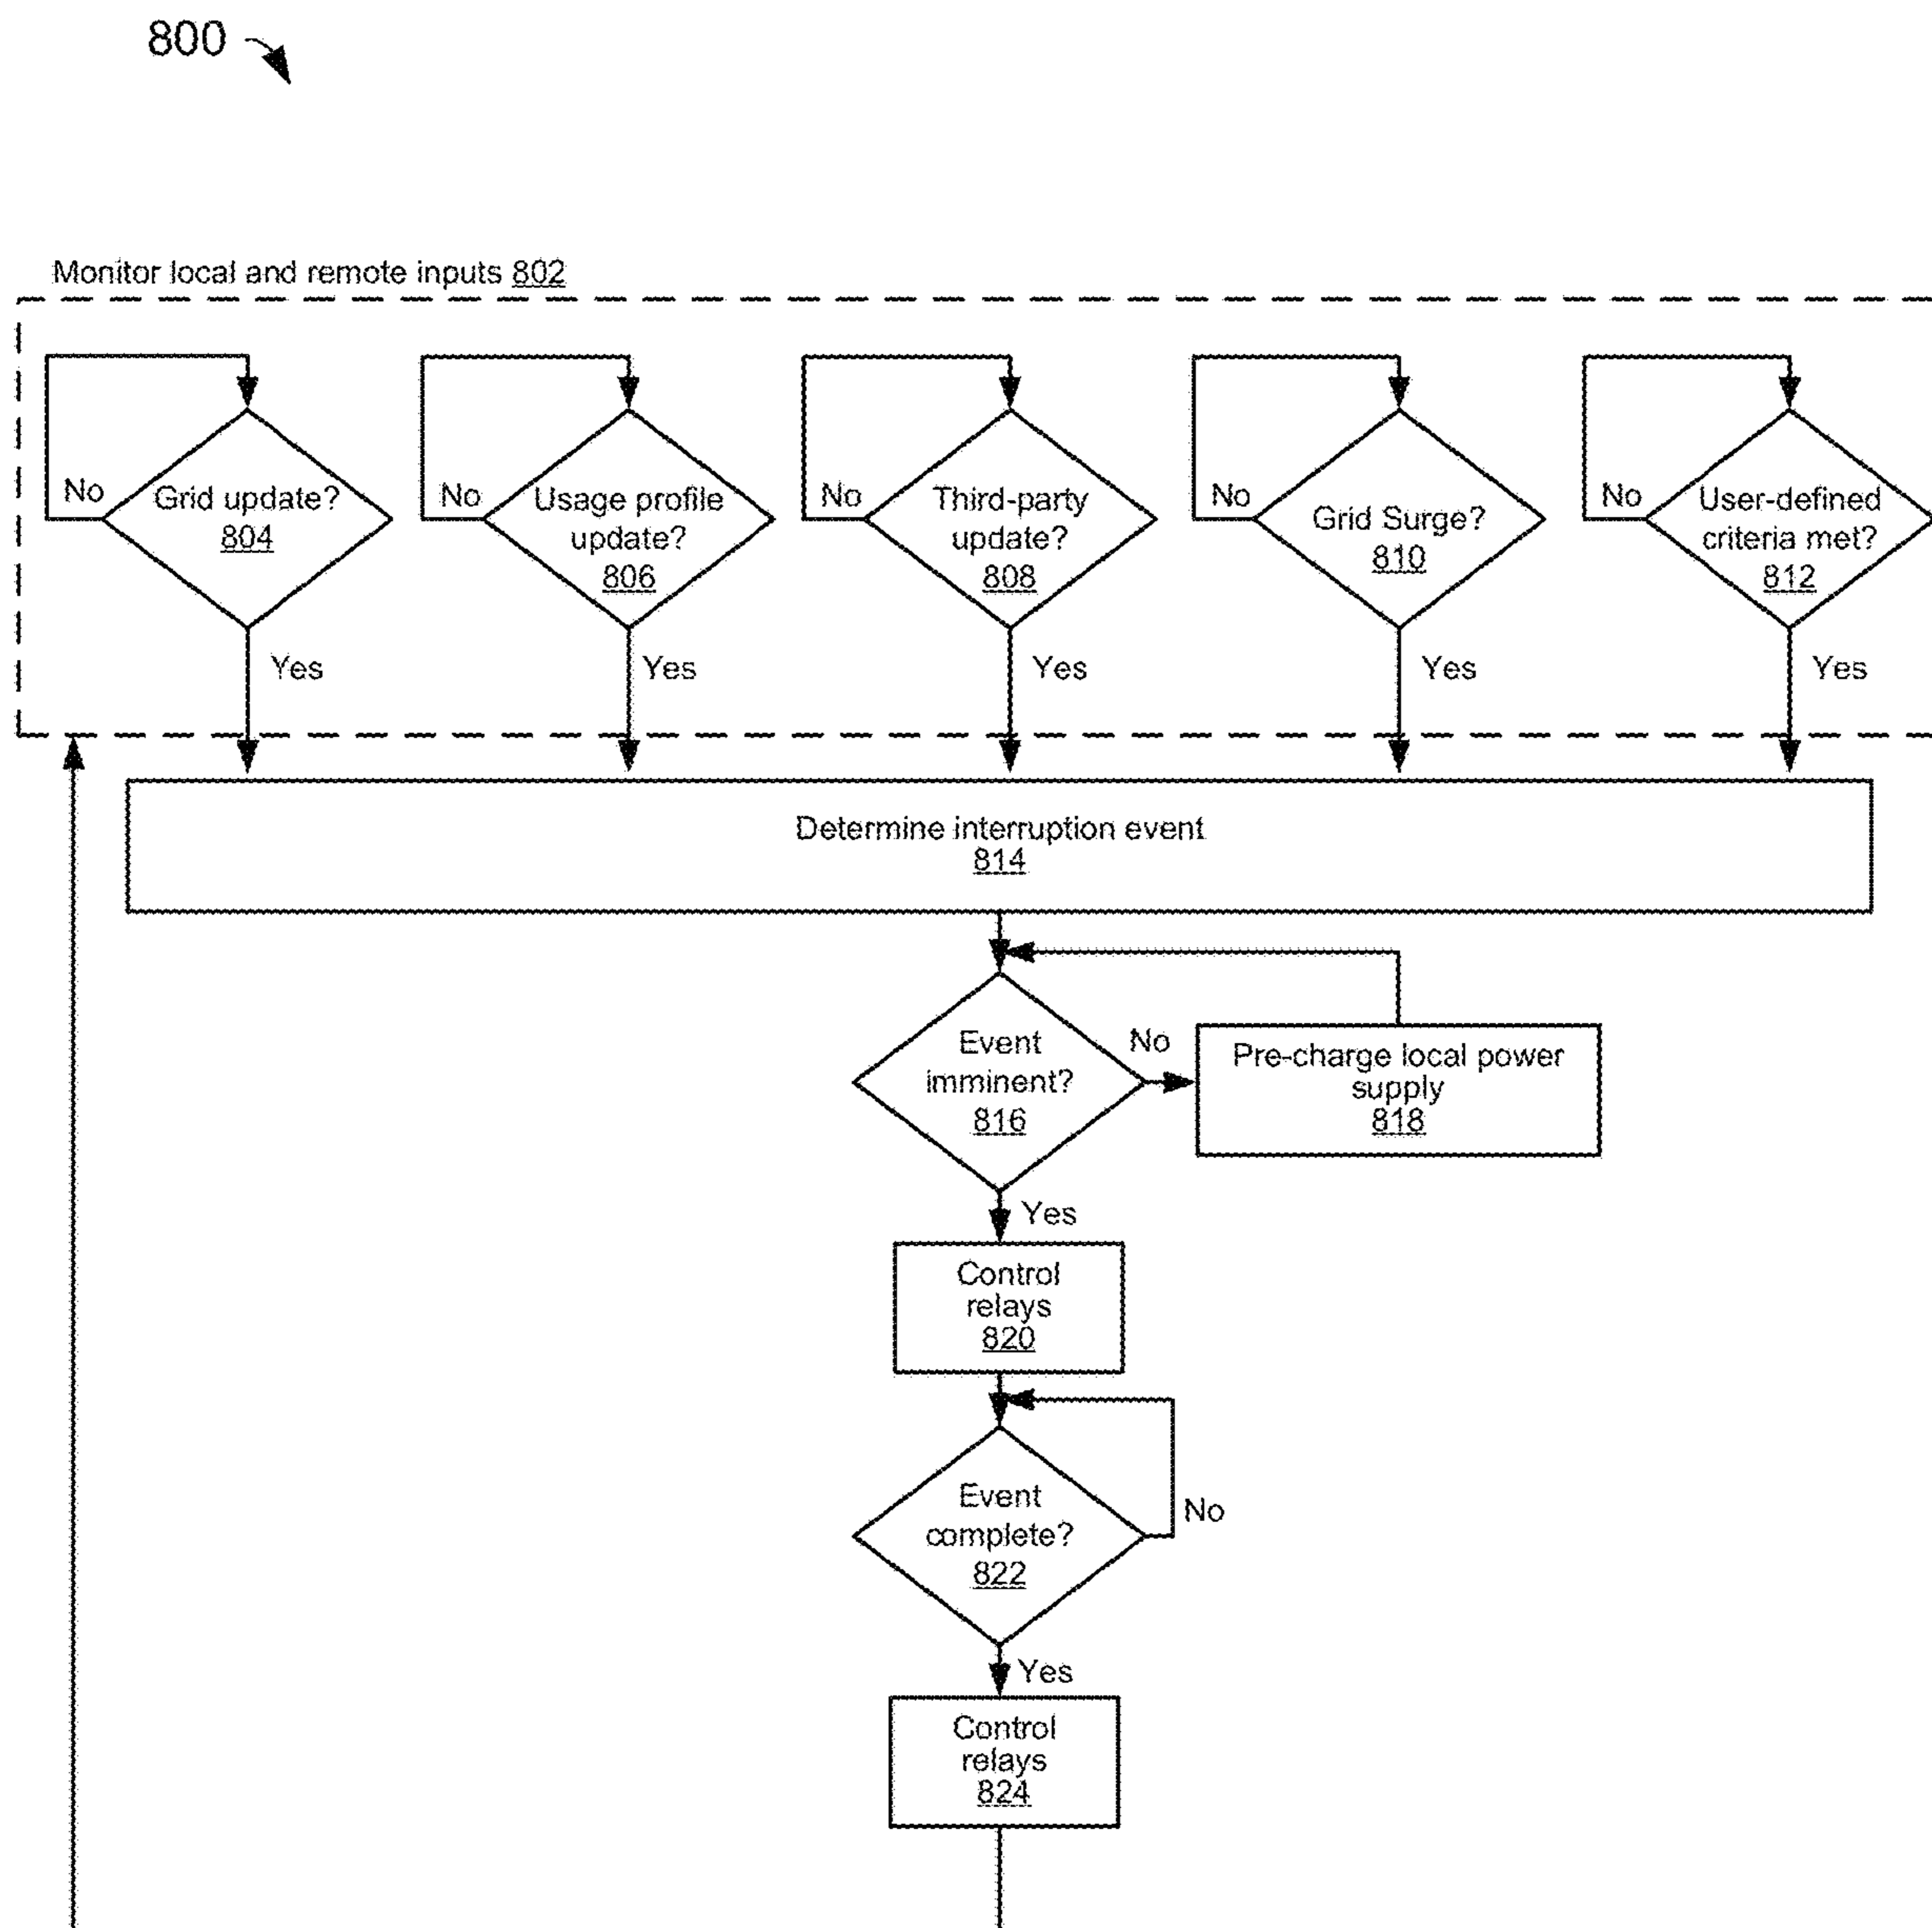 800
Monitor local and remote inputs 802
No
Grid update?
804
Yes
No
Usage profile
update?
806
Yes
No
Third-party
update?
808
Yes
No
Grid Surge?
810
Yes
No
User-defined
criteria met?
812
Yes
Determine interruption event
814
Event
imminent?
816
No
Pre-charge local power
supply
818
Yes
Control
relays
820
Event
complete?
822
No
Yes
Control
relays
824